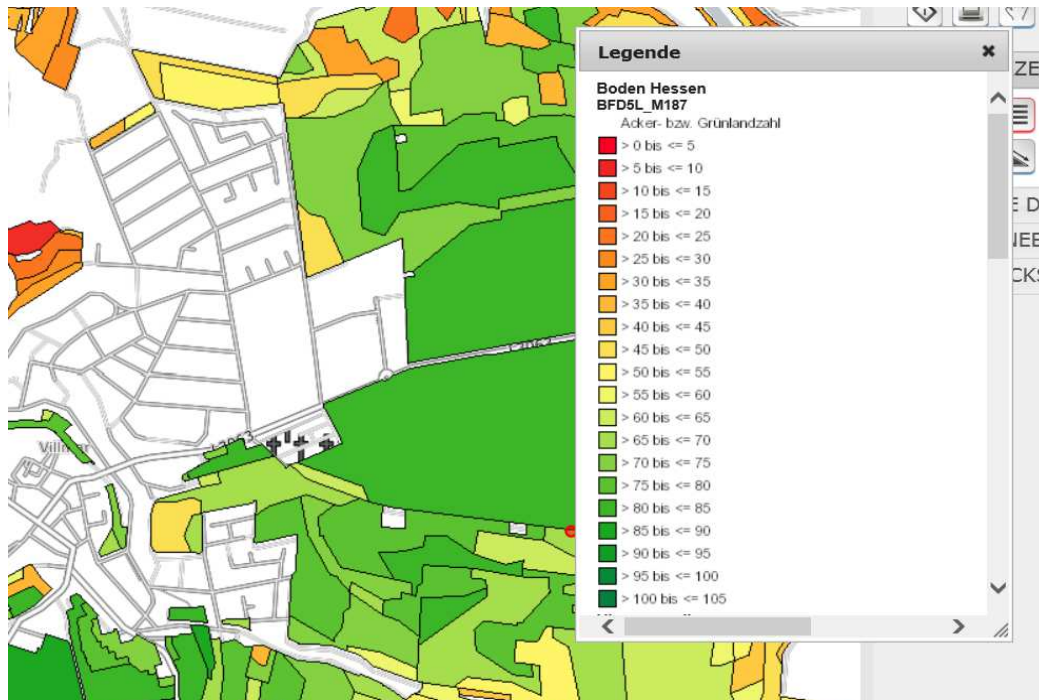 Legende
Boden Hessen
BFD5L_M187
Acker- bzw. Grünlandzahl
> 0 bis <= 5
> 5 bis <= 10
> 10 bis <= 15
> 15 bis <= 20
> 20 bis <= 25
> 25 bis <= 30
> 30 bis <= 35
> 35 bis <= 40
> 40 bis <= 45
> 45 bis <= 50
> 50 bis <= 55
> 55 bis <= 60
> 60 bis <= 65
> 65 bis <= 70
> 70 bis <= 75
> 75 bis <= 80
> 80 bis <= 85
> 85 bis <= 90
> 90 bis <= 95
> 95 bis <= 100
> 100 bis <= 105
ZE
E D
NEE
CKS